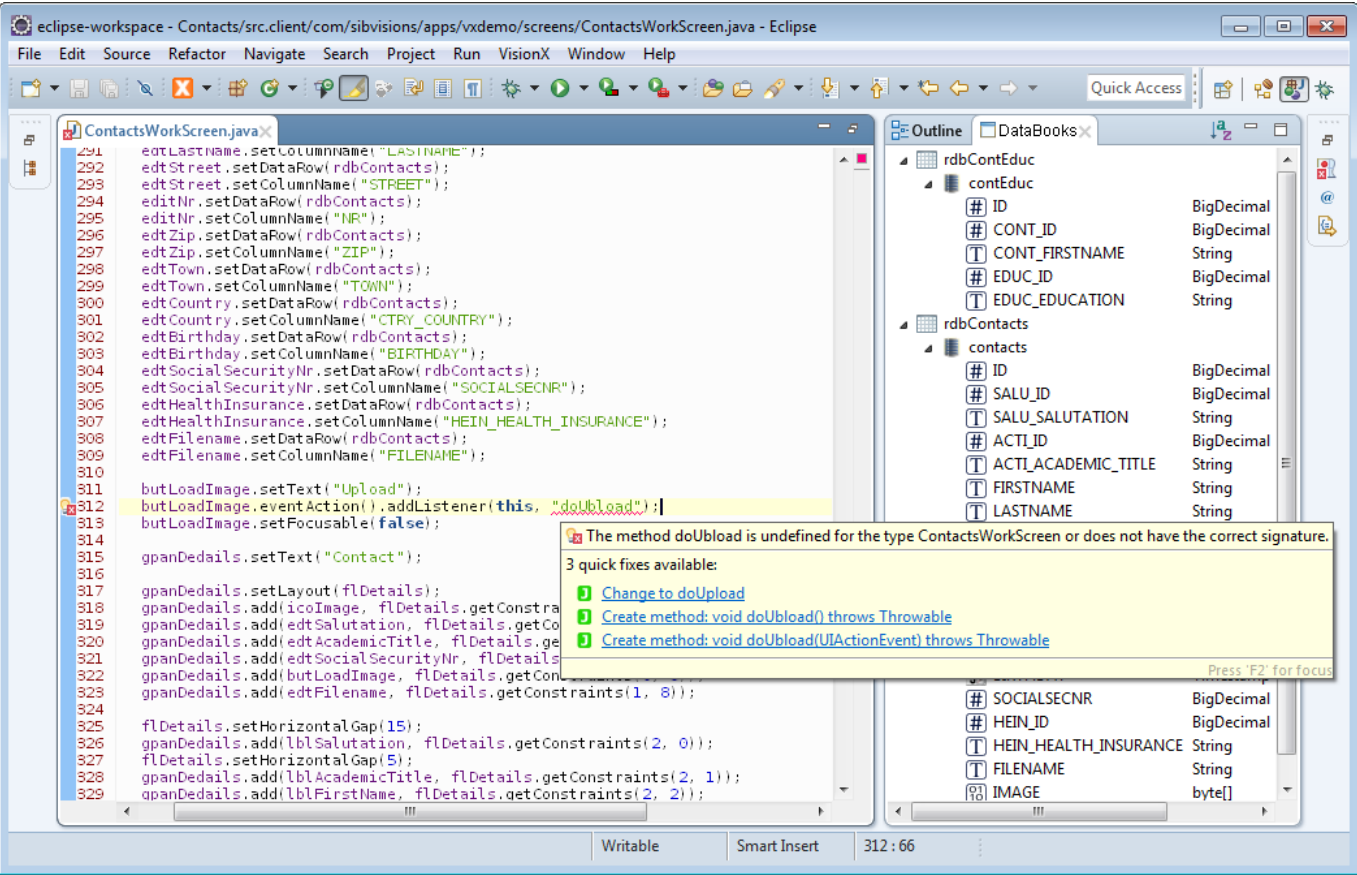 eclipse-workspace - Contacts/src.client/com/sibvisions/apps/vxdemo/screens/ContactsWorkScreen.java - Eclipse
File Edit Source Refactor Navigate Search Project Run VisionX Window Help
Quick Access
ContactsWorkScreen.java
291 edtLastName.setColumnName("LASTNAME");
292 edtStreet.setDataRow(rdbContacts);
293 edtStreet.setColumnName("STREET");
294 editNr.setDataRow(rdbContacts);
295 editNr.setColumnName("NR");
296 edtZip.setDataRow(rdbContacts);
297 edtZip.setColumnName("ZIP");
298 edtTown.setDataRow(rdbContacts);
299 edtTown.setColumnName("TOWN");
300 edtCountry.setDataRow(rdbContacts);
301 edtCountry.setColumnName("CTRY_COUNTRY");
302 edtBirthday.setDataRow(rdbContacts);
303 edtBirthday.setColumnName("BIRTHDAY");
304 edtSocialSecurityNr.setDataRow(rdbContacts);
305 edtSocialSecurityNr.setColumnName("SOCIALSECNR");
306 edtHealthInsurance.setDataRow(rdbContacts);
307 edtHealthInsurance.setColumnName("HEIN_HEALTH_INSURANCE");
308 edtFilename.setDataRow(rdbContacts);
309 edtFilename.setColumnName("FILENAME");
310
311 butLoadImage.setText("Upload");
312 butLoadImage.eventAction().addListener(this, "doUbload");
313 butLoadImage.setFocusable(false);
314
315 gpanDedails.setText("Contact");
316
317 gpanDedails.setLayout(flDetails);
318 gpanDedails.add(icoImage, flDetails.getConstra
319 gpanDedails.add(edtSalutation, flDetails.getCo
320 gpanDedails.add(edtAcademicTitle, flDetails.ge
321 gpanDedails.add(edtSocialSecurityNr, flDetails
322 gpanDedails.add(butLoadImage, flDetails.getCon
323 gpanDedails.add(edtFilename, flDetails.getConstraints(1, 8));
324
325 flDetails.setHorizontalGap(15);
326 gpanDedails.add(lblSalutation, flDetails.getConstraints(2, 0));
327 flDetails.setHorizontalGap(5);
328 gpanDedails.add(lblAcademicTitle, flDetails.getConstraints(2, 1));
329 gpanDedails.add(lblFirstName, flDetails.getConstraints(2, 2));
The method doUbload is undefined for the type ContactsWorkScreen or does not have the correct signature.
3 quick fixes available:
Change to doUpload
Create method: void doUbload() throws Throwable
Create method: void doUbload(UIActionEvent) throws Throwable
Press 'F2' for focus
Outline DataBooks
rdbContEduc
contEduc
ID BigDecimal
CONT_ID BigDecimal
CONT_FIRSTNAME String
EDUC_ID BigDecimal
EDUC_EDUCATION String
rdbContacts
contacts
ID BigDecimal
SALU_ID BigDecimal
SALU_SALUTATION String
ACTI_ID BigDecimal
ACTI_ACADEMIC_TITLE String
FIRSTNAME String
LASTNAME String
SOCIALSECNR BigDecimal
HEIN_ID BigDecimal
HEIN_HEALTH_INSURANCE String
FILENAME String
IMAGE byte[]
Writable Smart Insert 312 : 66